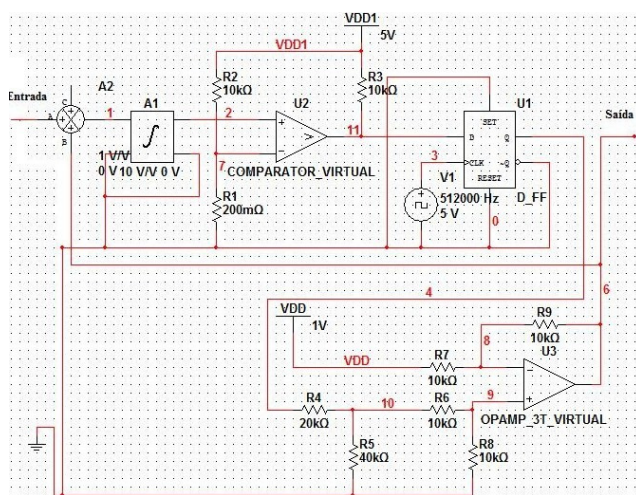 VDD1
5V
VDD1
R2
10kΩ
R3
10kΩ
A2
A1
U2
U1
Entrada
Saída
C
A
B
1
2
11
SET
D
Q
CLK
~Q
RESET
D_FF
1 V/V
0 V 10 V/V 0 V
7
COMPARATOR_VIRTUAL
3
V1
512000 Hz
5 V
R1
200mΩ
0
4
6
VDD
1V
R9
10kΩ
8
U3
VDD
R7
10kΩ
R4
20kΩ
10
R6
10kΩ
9
OPAMP_3T_VIRTUAL
R5
40kΩ
R8
10kΩ